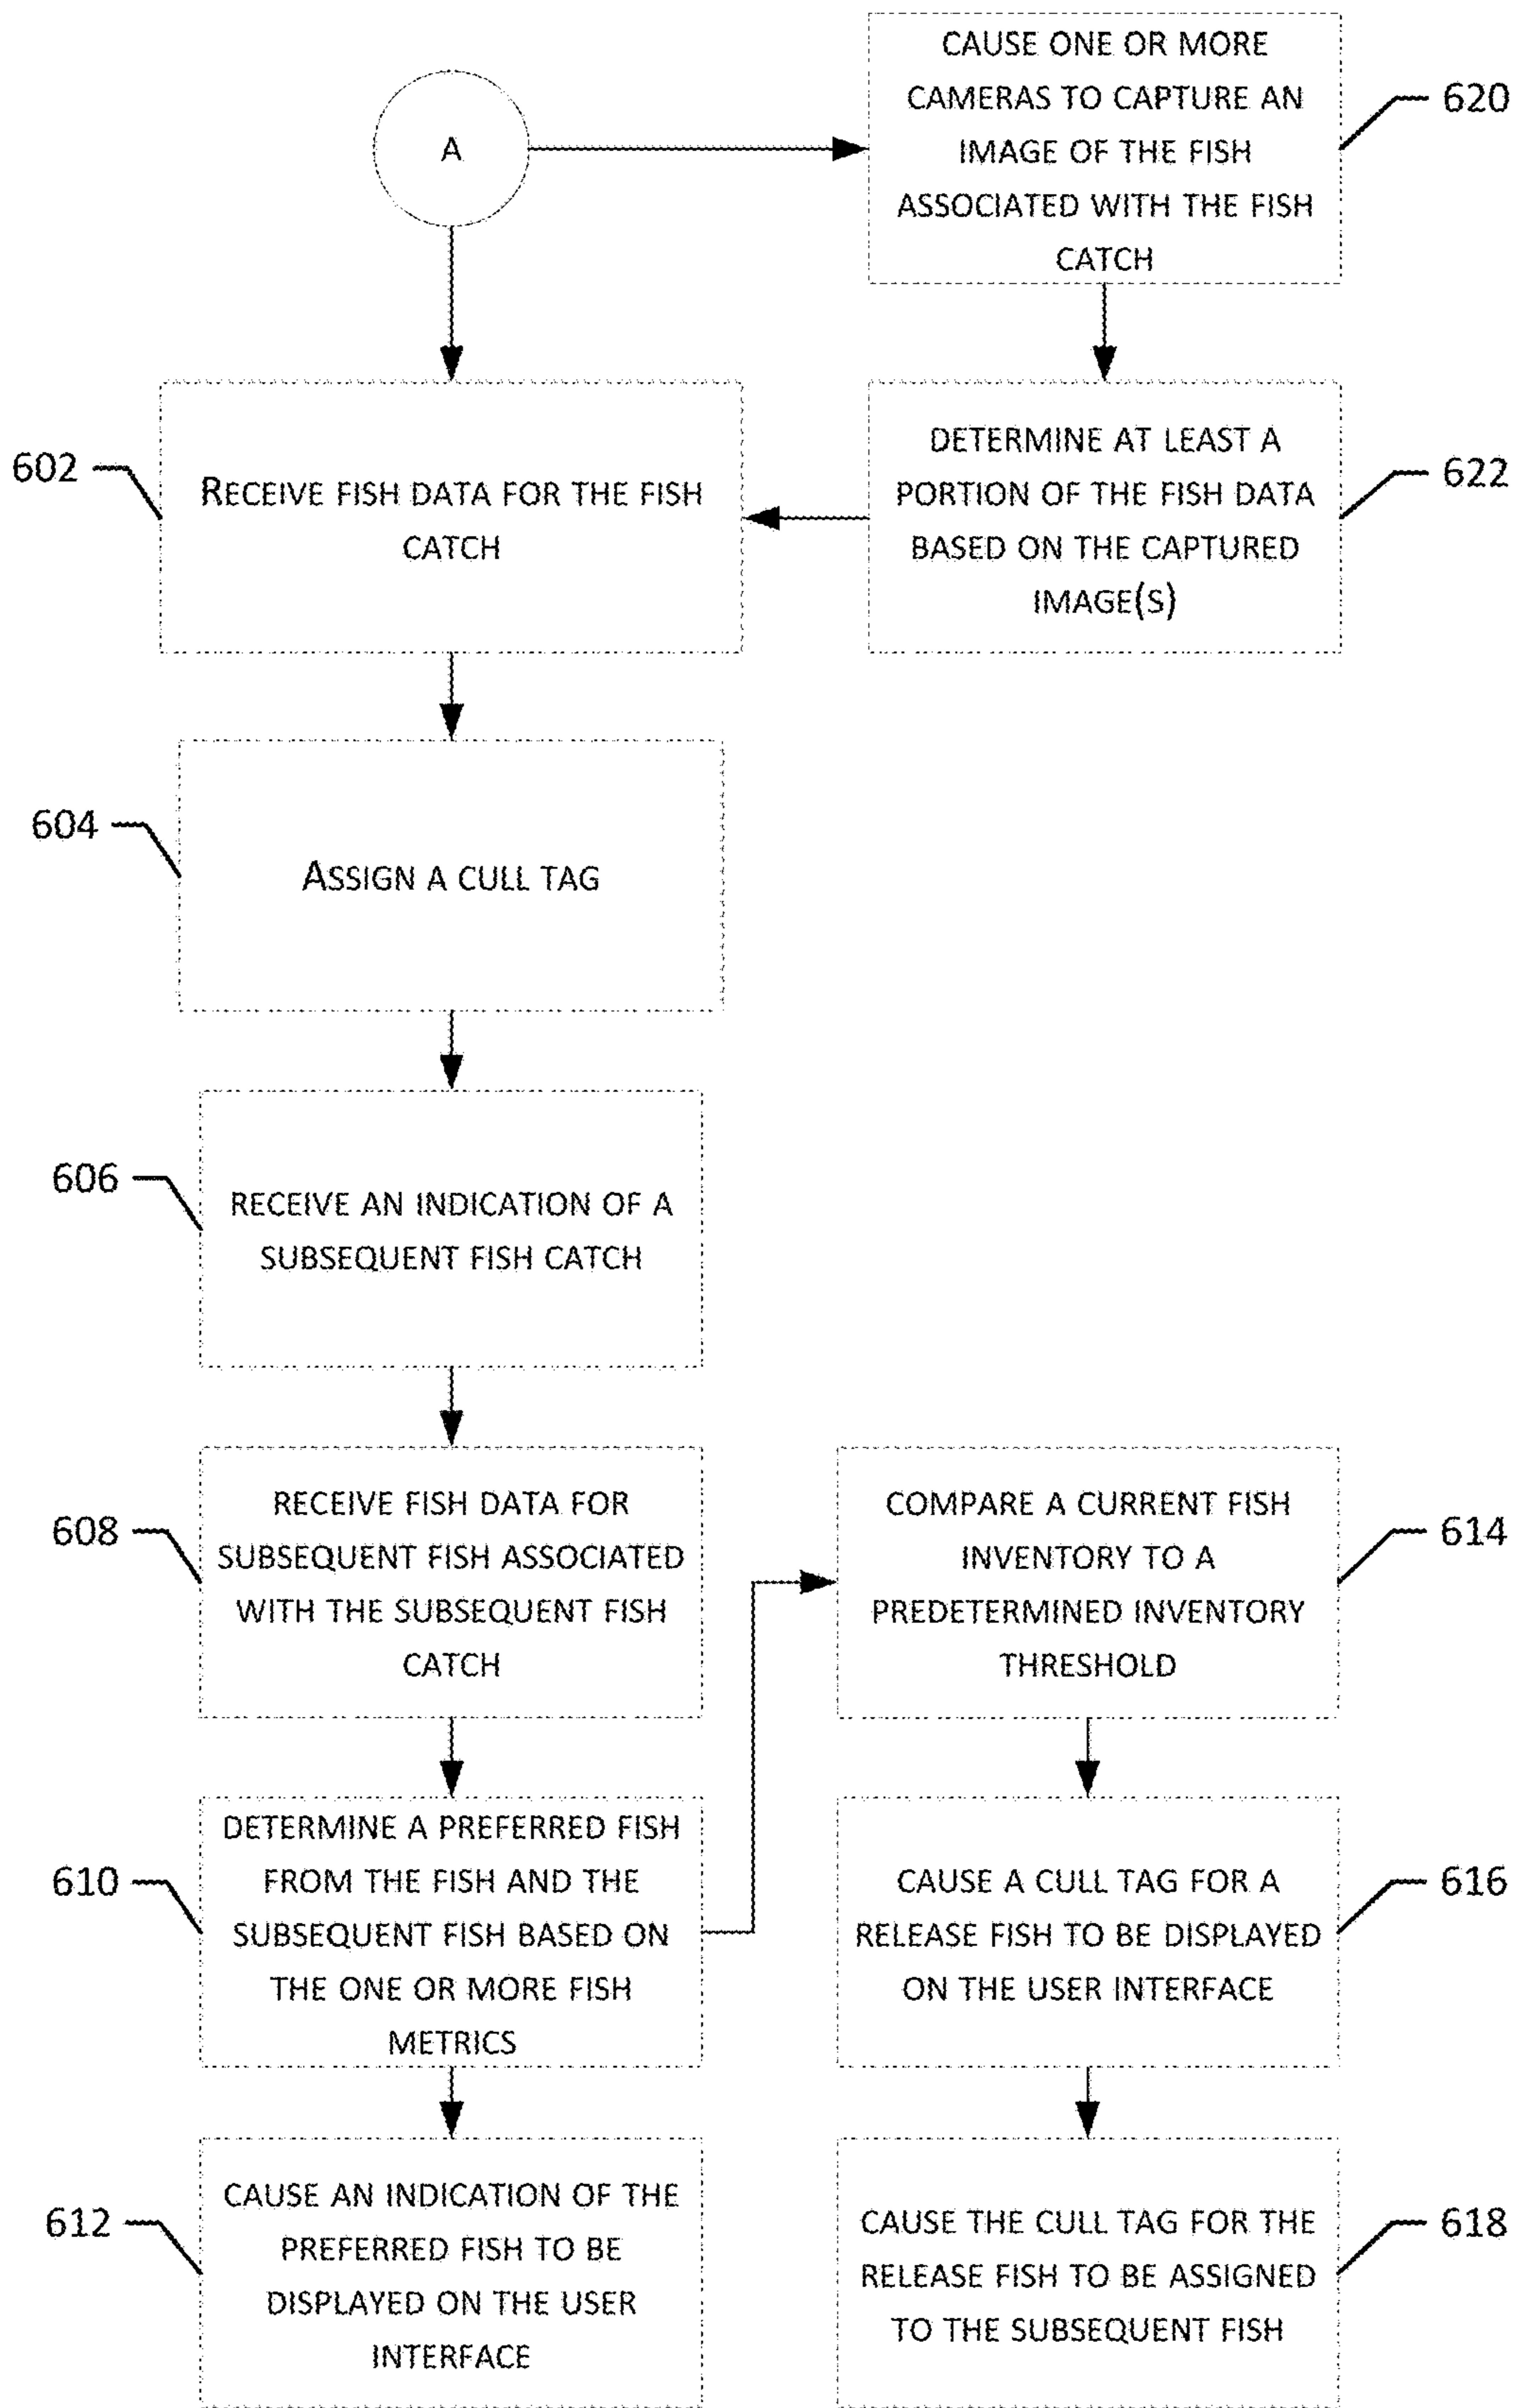 A
CAUSE ONE OR MORE
CAMERAS TO CAPTURE AN
IMAGE OF THE FISH
ASSOCIATED WITH THE FISH
CATCH
620
602
RECEIVE FISH DATA FOR THE FISH
CATCH
DETERMINE AT LEAST A
PORTION OF THE FISH DATA
BASED ON THE CAPTURED
IMAGE(S)
622
604
ASSIGN A CULL TAG
606
RECEIVE AN INDICATION OF A
SUBSEQUENT FISH CATCH
608
RECEIVE FISH DATA FOR
SUBSEQUENT FISH ASSOCIATED
WITH THE SUBSEQUENT FISH
CATCH
COMPARE A CURRENT FISH
INVENTORY TO A
PREDETERMINED INVENTORY
THRESHOLD
614
610
DETERMINE A PREFERRED FISH
FROM THE FISH AND THE
SUBSEQUENT FISH BASED ON
THE ONE OR MORE FISH
METRICS
CAUSE A CULL TAG FOR A
RELEASE FISH TO BE DISPLAYED
ON THE USER INTERFACE
616
612
CAUSE AN INDICATION OF THE
PREFERRED FISH TO BE
DISPLAYED ON THE USER
INTERFACE
CAUSE THE CULL TAG FOR THE
RELEASE FISH TO BE ASSIGNED
TO THE SUBSEQUENT FISH
618